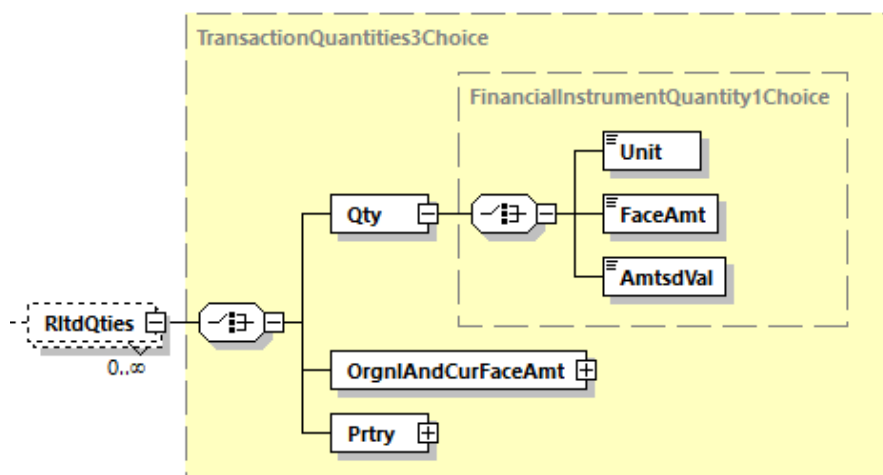 TransactionQuantities3Choice
FinancialInstrumentQuantity1Choice
Unit
Qty
FaceAmt
AmtsdVal
RltdQties
0..∞
OrgnlAndCurFaceAmt
Prtry